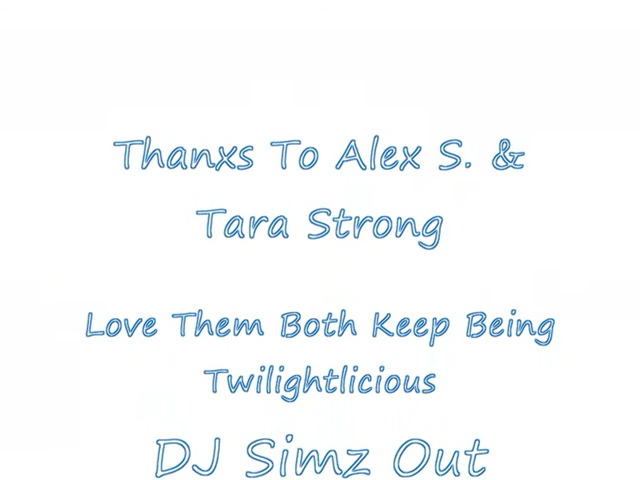 Thanxs To Alex S. &
Tara Strong
Love Them Both Keep Being
Twilightlicious
DJ Simz Out